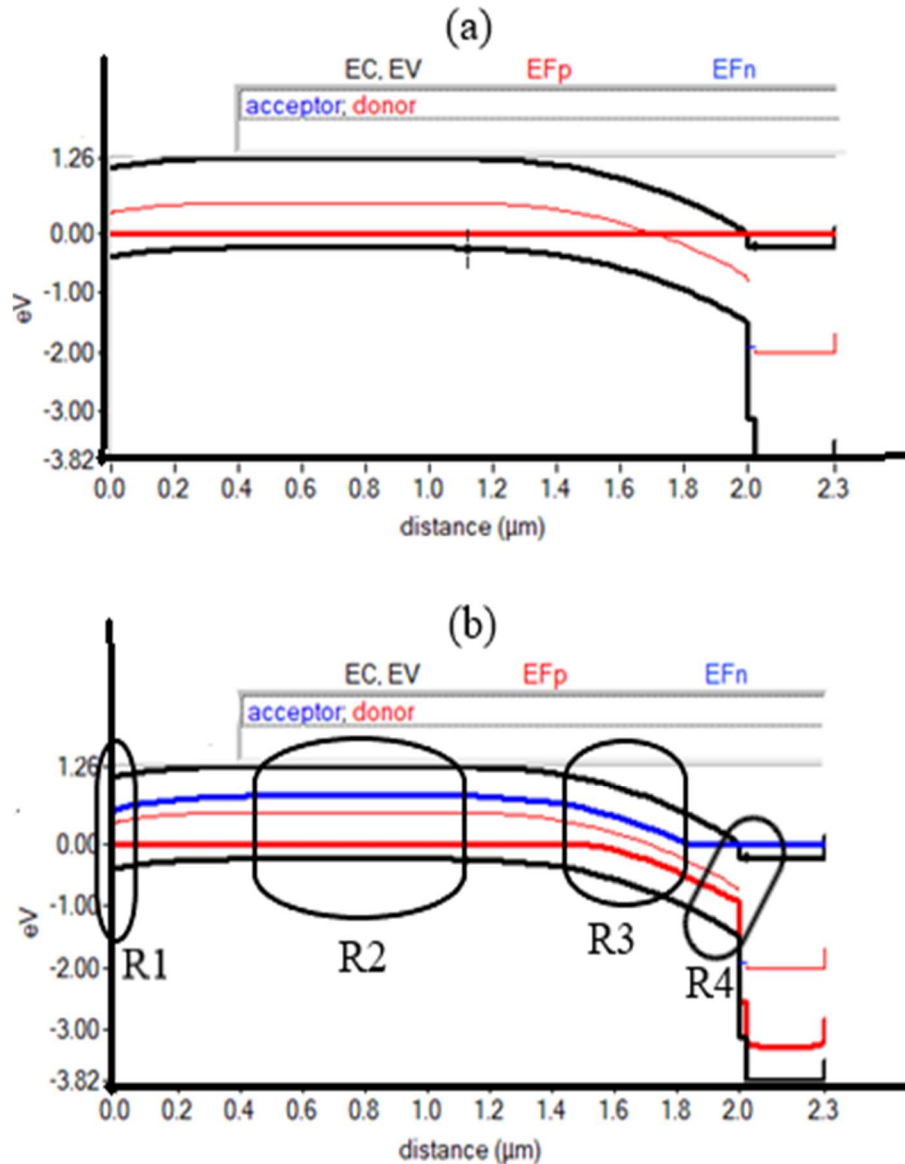 (a)
EC, EV EFp EFn
acceptor; donor
1.26
0.00
-1.00
-2.00
-3.00
-3.82
eV
0.0 0.2 0.4 0.6 0.8 1.0 1.2 1.4 1.6 1.8 2.0 2.3
distance (µm)
(b)
EC, EV EFp EFn
acceptor; donor
1.26
0.00
-1.00
-2.00
-3.00
-3.82
eV
R1 R2 R3 R4
0.0 0.2 0.4 0.6 0.8 1.0 1.2 1.4 1.6 1.8 2.0 2.3
distance (µm)